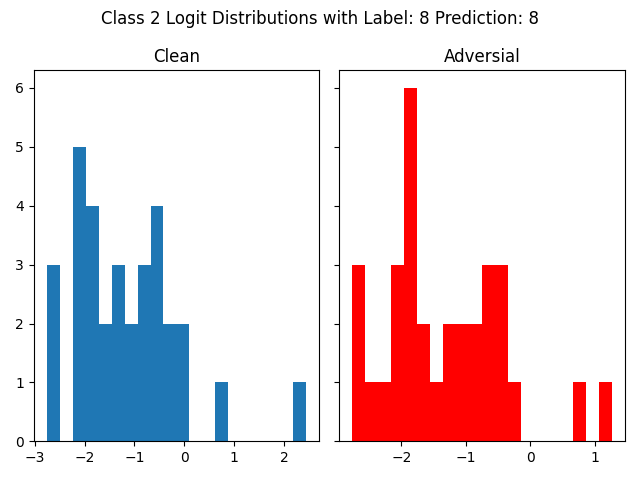 Class 2 Logit Distributions with Label: 8 Prediction: 8
Clean
Adversial
6
5
4
3
2
1
0
−3 −2 −1 0 1 2
−2 −1 0 1